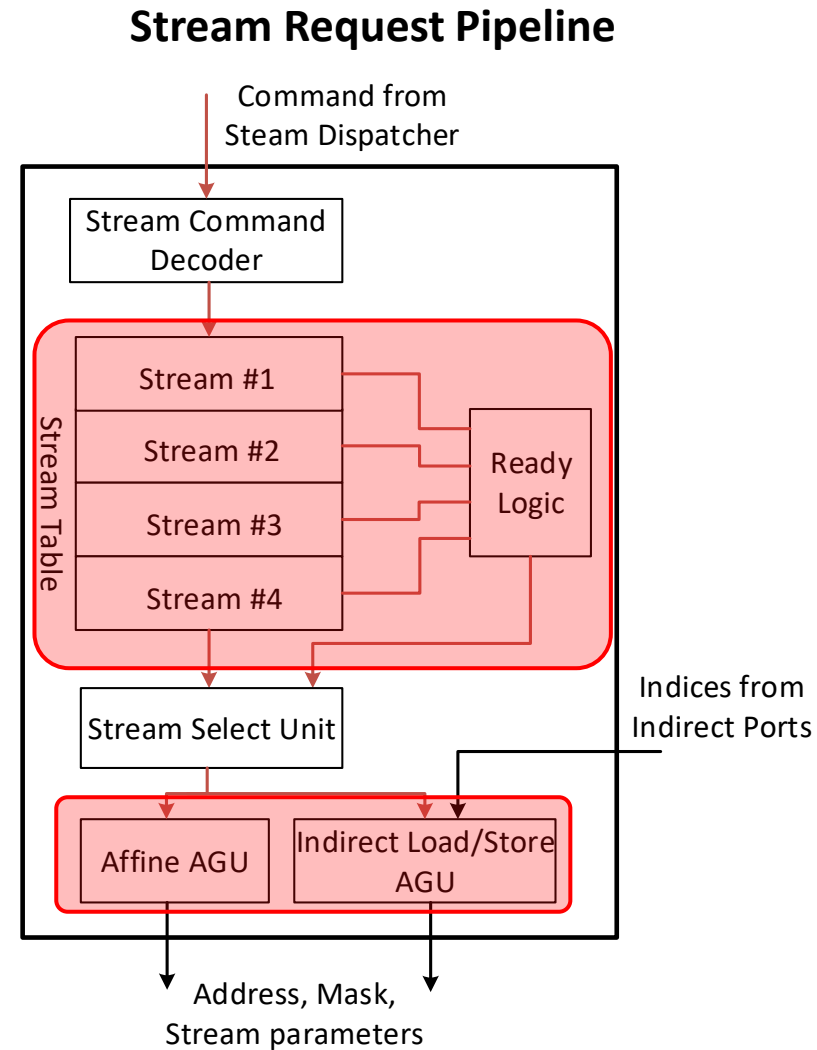 Stream Request Pipeline
Command from
Steam Dispatcher
Stream Command
Decoder
Stream Table
Stream #1
Stream #2
Stream #3
Stream #4
Ready
Logic
Stream Select Unit
Indices from
Indirect Ports
Affine AGU
Indirect Load/Store
AGU
Address, Mask,
Stream parameters